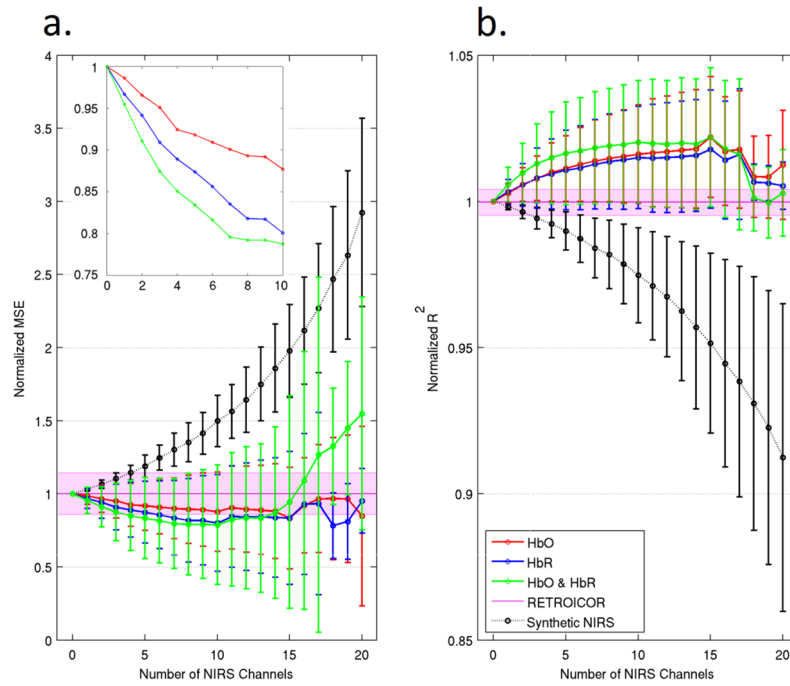 a.
b.
4
3.5
3
2.5
2
1.5
1
0.5
0
1
0.95
0.9
0.85
0.8
0.75
0 2 4 6 8 10
Normalized MSE
0 5 10 15 20
Number of NIRS Channels
1.05
1
0.95
0.9
0.85
Normalized R2
HbO
HbR
HbO & HbR
RETROICOR
Synthetic NIRS
0 5 10 15 20
Number of NIRS Channels